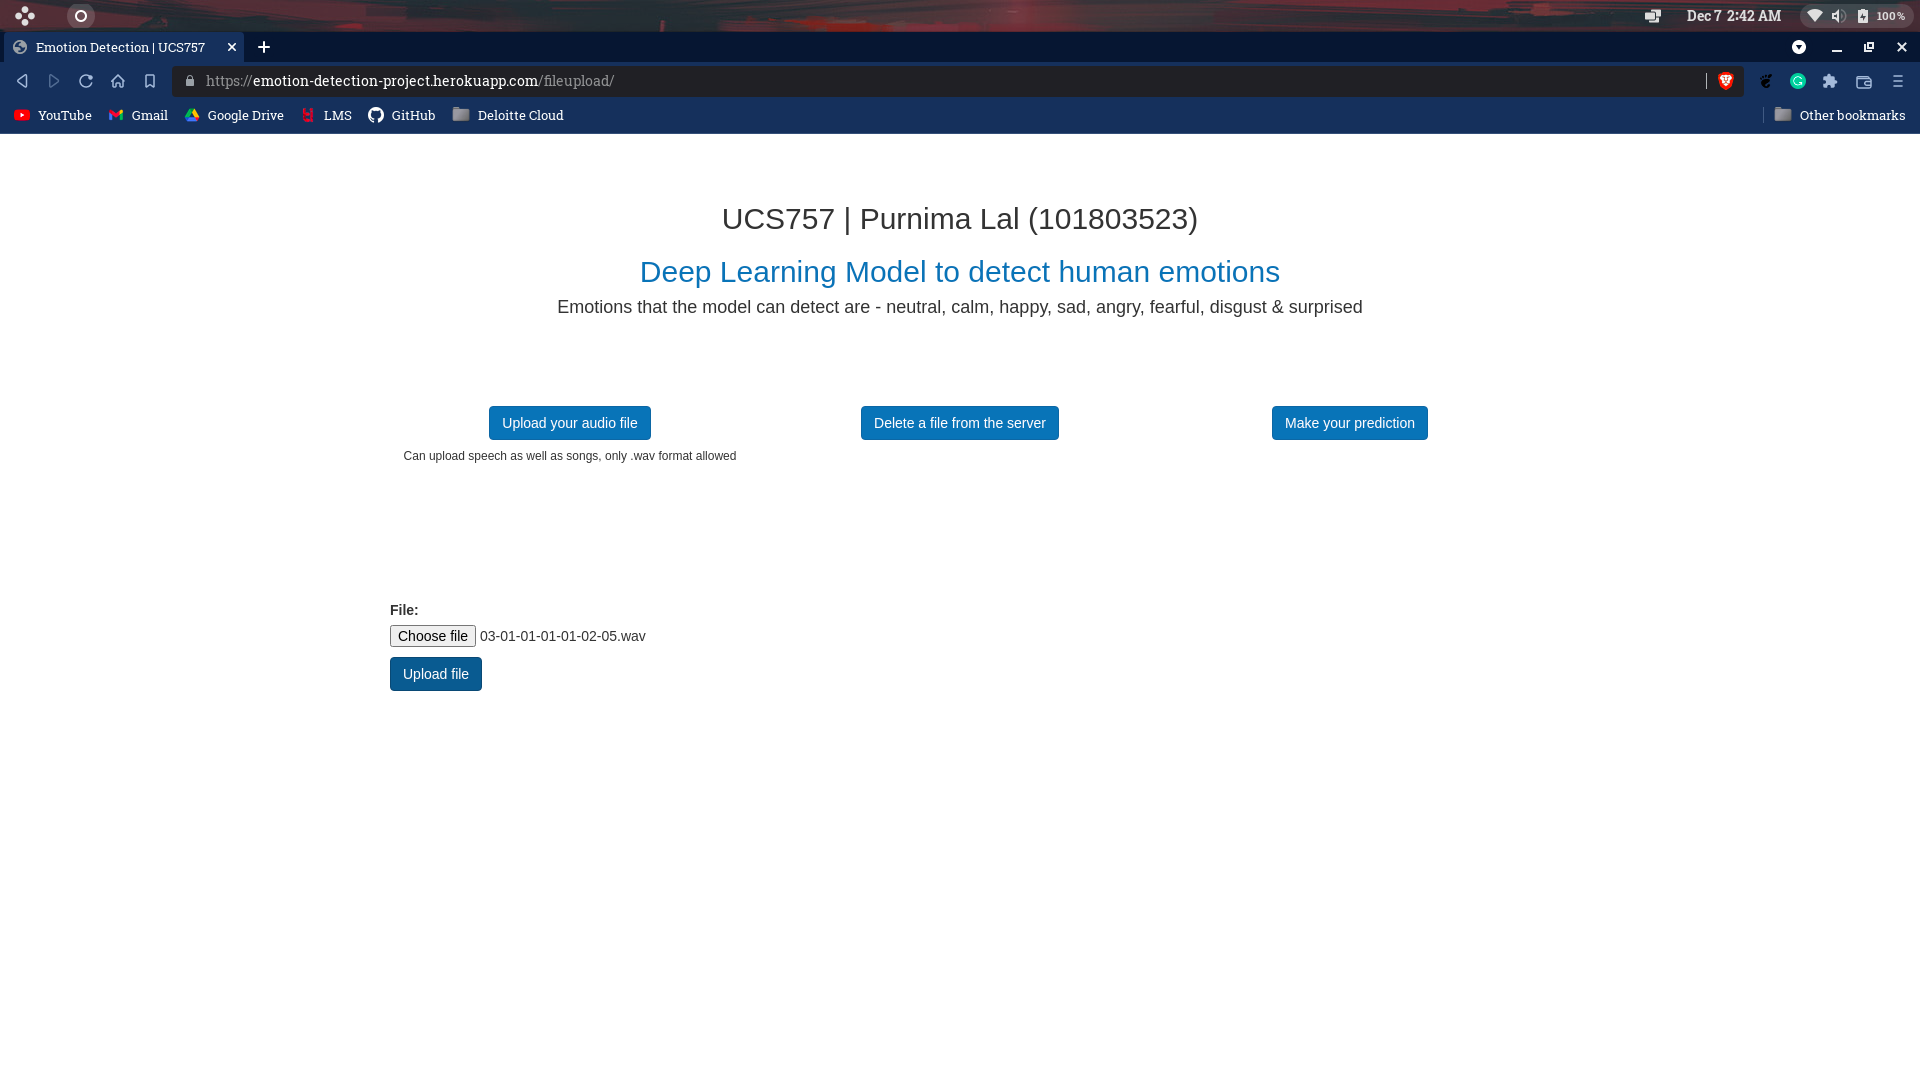 Dec 7 2:42 AM
100%
Emotion Detection | UCS757
https://emotion-detection-project.herokuapp.com/fileupload/
YouTube
Gmail
Google Drive
LMS
GitHub
Deloitte Cloud
Other bookmarks
UCS757 | Purnima Lal (101803523)
Deep Learning Model to detect human emotions
Emotions that the model can detect are - neutral, calm, happy, sad, angry, fearful, disgust & surprised
Upload your audio file
Delete a file from the server
Make your prediction
Can upload speech as well as songs, only .wav format allowed
File:
Choose file 03-01-01-01-01-02-05.wav
Upload file